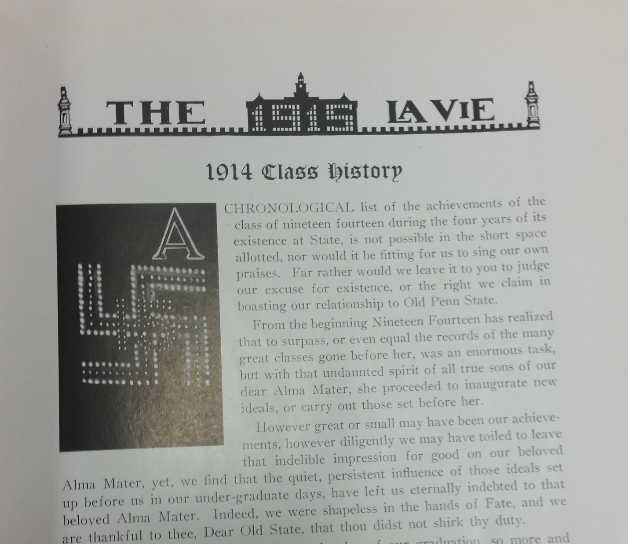 THE LA VIE
1914 Class History
A CHRONOLOGICAL list of the achievements of the
class of nineteen fourteen during the four years of its
existence at State, is not possible in the short space
allotted, nor would it be fitting for us to sing our own
praises. Far rather would we leave it to you to judge
our excuse for existence, or the right we claim in
boasting our relationship to Old Penn State.
From the beginning Nineteen Fourteen has realized
that to surpass, or even equal the records of the many
great classes gone before her, was an enormous task,
but with that undaunted spirit of all true sons of our
dear Alma Mater, she proceeded to inaugurate new
ideals, or carry out those set before her.
However great or small may have been our achieve-
ments, however diligently we may have toiled to leave
that indelible impression for good on our beloved
Alma Mater, yet, we find that the quiet, persistent influence of those ideals set
up before us in our under-graduate days, have left us eternally indebted to that
beloved Alma Mater. Indeed, we were shapeless in the hands of Fate, and we
are thankful to thee, Dear Old State, that thou didst not shirk thy duty.
of our graduation, so more and